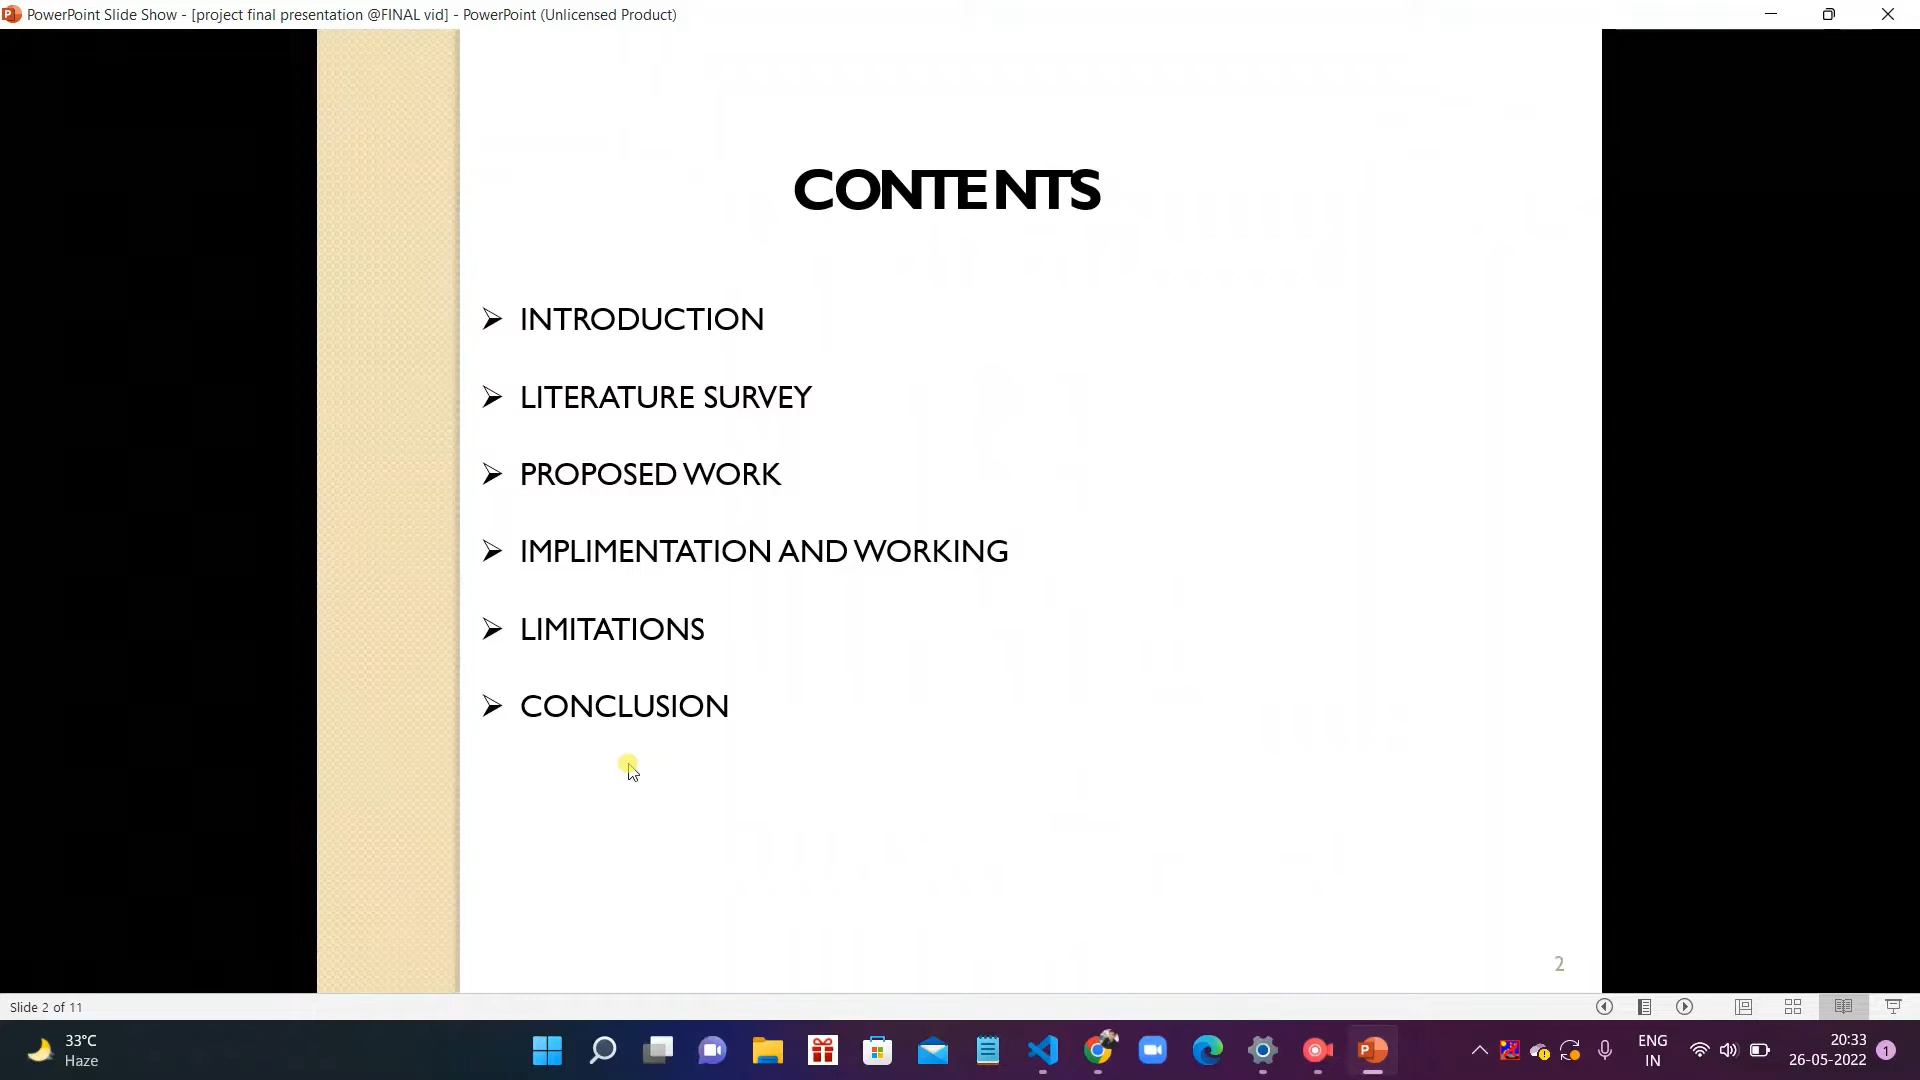 PowerPoint Slide Show - [project final presentation @FINAL vid] - PowerPoint (Unlicensed Product)
CONTENTS
INTRODUCTION
LITERATURE SURVEY
PROPOSED WORK
IMPLIMENTATION AND WORKING
LIMITATIONS
CONCLUSION
2
Slide 2 of 11
33°C
Haze
ENG
IN
20:33
26-05-2022
1